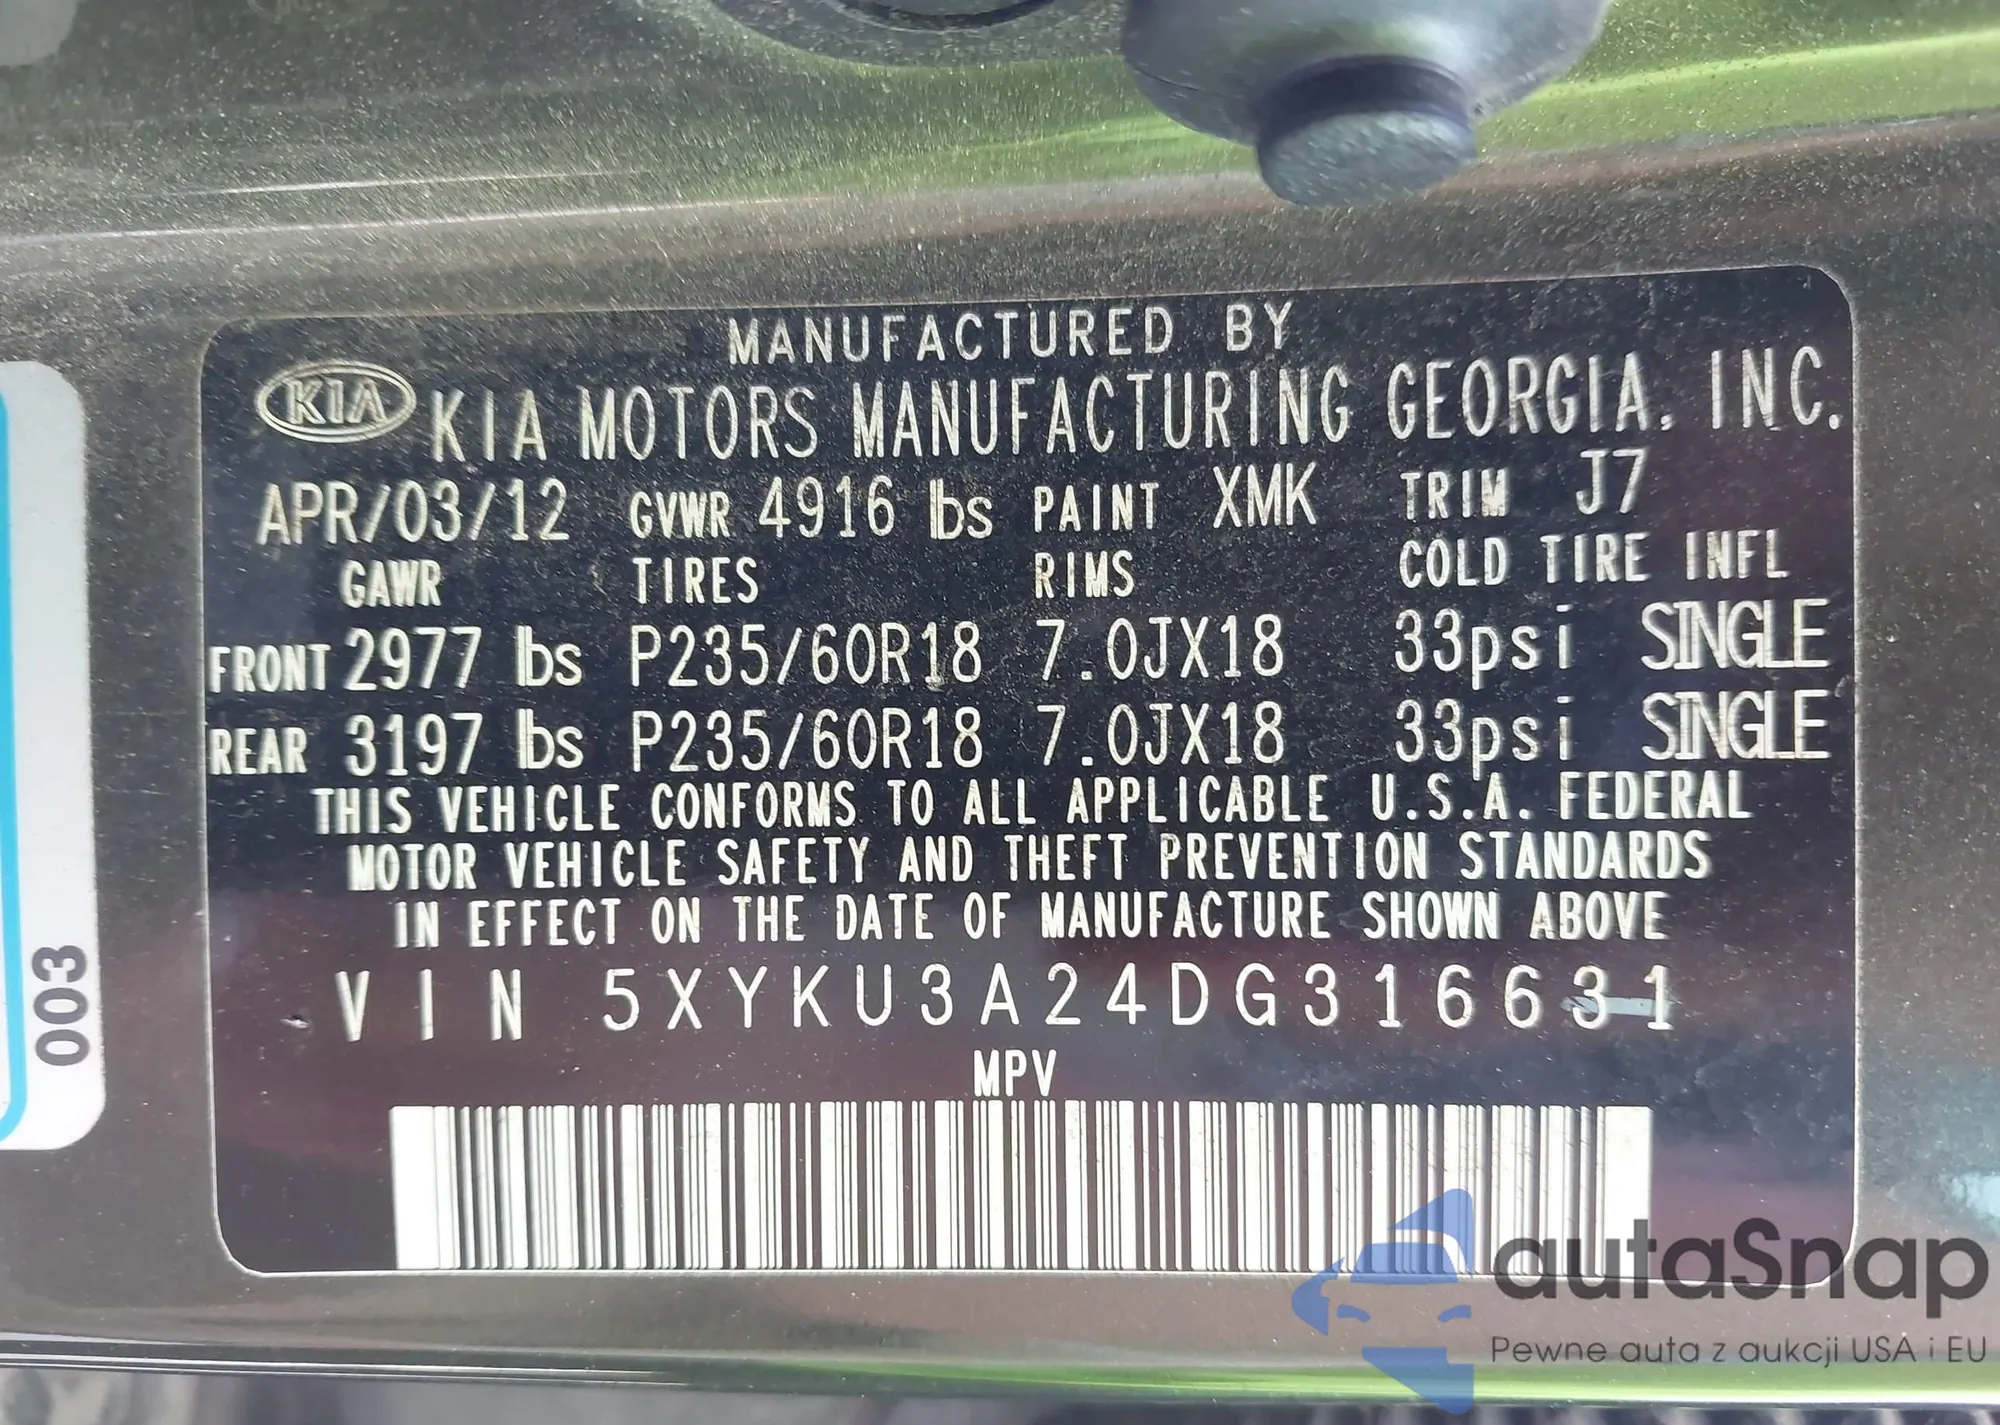 MANUFACTURED BY
KIA KIA MOTORS MANUFACTURING GEORGIA, INC.
APR/03/12 GVWR 4916 lbs PAINT XMK TRIM J7
GAWR TIRES RIMS COLD TIRE INFL
FRONT 2977 lbs P235/60R18 7.0JX18 33psi SINGLE
REAR 3197 lbs P235/60R18 7.0JX18 33psi SINGLE
THIS VEHICLE CONFORMS TO ALL APPLICABLE U.S.A. FEDERAL
MOTOR VEHICLE SAFETY AND THEFT PREVENTION STANDARDS
IN EFFECT ON THE DATE OF MANUFACTURE SHOWN ABOVE
VIN 5XYKU3A24DG316631
MPV
003
autaSnap
Pewne auta z aukcji USA i EU